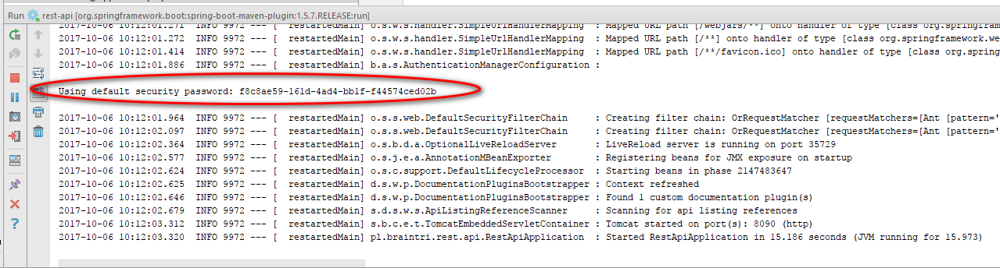 Run rest-api [org.springframework.boot:spring-boot-maven-plugin:1.5.7.RELEASE:run]
2017-10-06 10:12:01.271 INFO 9972 --- [ restartedMain] o.s.w.s.handler.SimpleUrlHandlerMapping : Mapped URL path [/webjars/**] onto handler of type [class org.springfram
2017-10-06 10:12:01.272 INFO 9972 --- [ restartedMain] o.s.w.s.handler.SimpleUrlHandlerMapping : Mapped URL path [/**] onto handler of type [class org.springframework.we
2017-10-06 10:12:01.414 INFO 9972 --- [ restartedMain] o.s.w.s.handler.SimpleUrlHandlerMapping : Mapped URL path [/**/favicon.ico] onto handler of type [class org.spring
2017-10-06 10:12:01.886 INFO 9972 --- [ restartedMain] b.a.s.AuthenticationManagerConfiguration :
Using default security password: f8c8ae59-161d-4ad4-bb1f-f44574ced02b
2017-10-06 10:12:01.964 INFO 9972 --- [ restartedMain] o.s.s.web.DefaultSecurityFilterChain : Creating filter chain: OrRequestMatcher [requestMatchers=[Ant [pattern='
2017-10-06 10:12:02.097 INFO 9972 --- [ restartedMain] o.s.s.web.DefaultSecurityFilterChain : Creating filter chain: OrRequestMatcher [requestMatchers=[Ant [pattern='
2017-10-06 10:12:02.364 INFO 9972 --- [ restartedMain] o.s.b.d.a.OptionalLiveReloadServer : LiveReload server is running on port 35729
2017-10-06 10:12:02.577 INFO 9972 --- [ restartedMain] o.s.j.e.a.AnnotationMBeanExporter : Registering beans for JMX exposure on startup
2017-10-06 10:12:02.624 INFO 9972 --- [ restartedMain] o.s.c.support.DefaultLifecycleProcessor : Starting beans in phase 2147483647
2017-10-06 10:12:02.625 INFO 9972 --- [ restartedMain] d.s.w.p.DocumentationPluginsBootstrapper : Context refreshed
2017-10-06 10:12:02.646 INFO 9972 --- [ restartedMain] d.s.w.p.DocumentationPluginsBootstrapper : Found 1 custom documentation plugin(s)
2017-10-06 10:12:02.679 INFO 9972 --- [ restartedMain] s.d.s.w.s.ApiListingReferenceScanner : Scanning for api listing references
2017-10-06 10:12:03.312 INFO 9972 --- [ restartedMain] s.b.c.e.t.TomcatEmbeddedServletContainer : Tomcat started on port(s): 8090 (http)
2017-10-06 10:12:03.320 INFO 9972 --- [ restartedMain] pl.braintri.rest.api.RestApiApplication : Started RestApiApplication in 15.186 seconds (JVM running for 15.973)